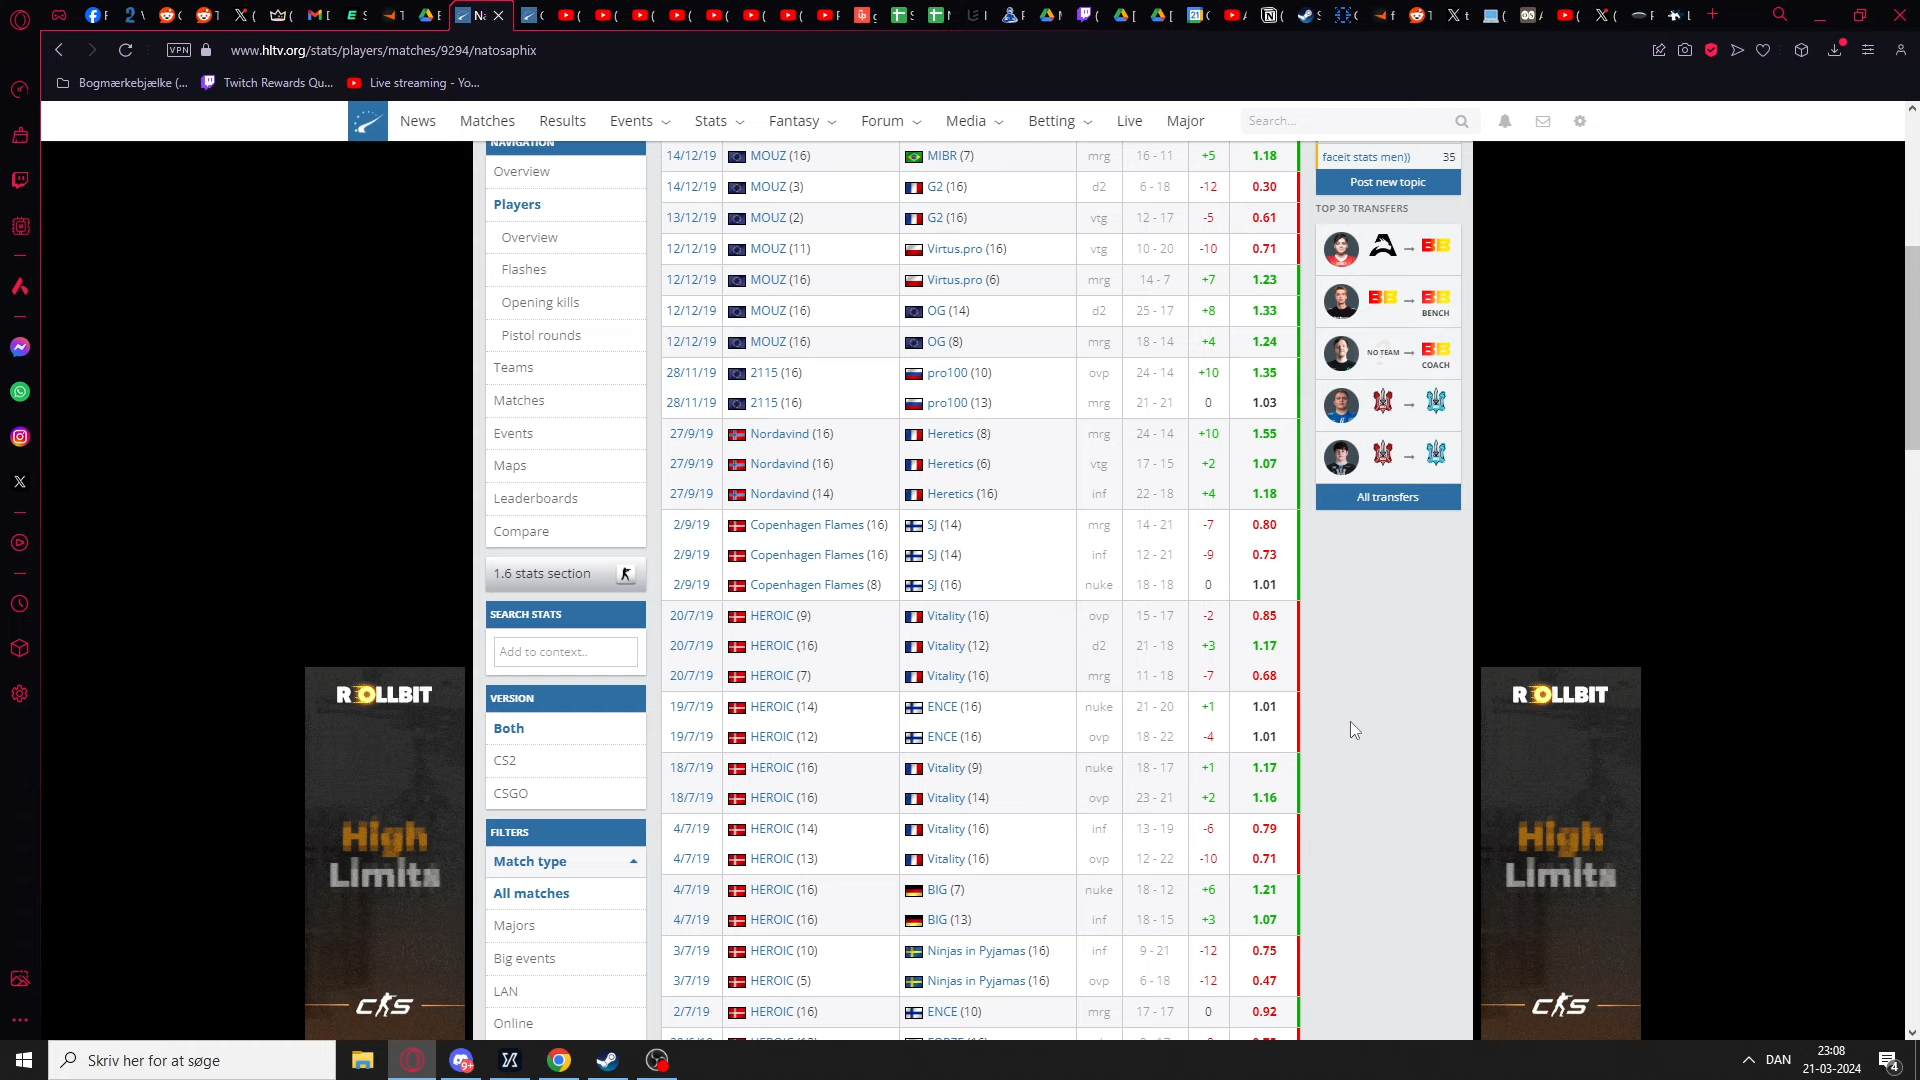 www.hltv.org/stats/players/matches/9294/natosaphix
VPN
Bogmærkebjælke (...
Twitch Rewards Qu...
Live streaming - Yo...
News Matches Results Events Stats Fantasy Forum Media Betting Live Major Search...
NAVIGATION
Overview
Players
Overview
Flashes
Opening kills
Pistol rounds
Teams
Matches
Events
Maps
Leaderboards
Compare
1.6 stats section
SEARCH STATS
Add to context..
VERSION
Both
CS2
CSGO
FILTERS
Match type
All matches
Majors
Big events
LAN
Online
14/12/19 MOUZ (16) MIBR (7) mrg 16 - 11 +5 1.18
14/12/19 MOUZ (3) G2 (16) d2 6 - 18 -12 0.30
13/12/19 MOUZ (2) G2 (16) vtg 12 - 17 -5 0.61
12/12/19 MOUZ (11) Virtus.pro (16) vtg 10 - 20 -10 0.71
12/12/19 MOUZ (16) Virtus.pro (6) mrg 14 - 7 +7 1.23
12/12/19 MOUZ (16) OG (14) d2 25 - 17 +8 1.33
12/12/19 MOUZ (16) OG (8) mrg 18 - 14 +4 1.24
28/11/19 2115 (16) pro100 (10) ovp 24 - 14 +10 1.35
28/11/19 2115 (16) pro100 (13) mrg 21 - 21 0 1.03
27/9/19 Nordavind (16) Heretics (8) mrg 24 - 14 +10 1.55
27/9/19 Nordavind (16) Heretics (6) vtg 17 - 15 +2 1.07
27/9/19 Nordavind (14) Heretics (16) inf 22 - 18 +4 1.18
2/9/19 Copenhagen Flames (16) SJ (14) mrg 14 - 21 -7 0.80
2/9/19 Copenhagen Flames (16) SJ (14) inf 12 - 21 -9 0.73
2/9/19 Copenhagen Flames (8) SJ (16) nuke 18 - 18 0 1.01
20/7/19 HEROIC (9) Vitality (16) ovp 15 - 17 -2 0.85
20/7/19 HEROIC (16) Vitality (12) d2 21 - 18 +3 1.17
20/7/19 HEROIC (7) Vitality (16) mrg 11 - 18 -7 0.68
19/7/19 HEROIC (14) ENCE (16) nuke 21 - 20 +1 1.01
19/7/19 HEROIC (12) ENCE (16) ovp 18 - 22 -4 1.01
18/7/19 HEROIC (16) Vitality (9) nuke 18 - 17 +1 1.17
18/7/19 HEROIC (16) Vitality (14) ovp 23 - 21 +2 1.16
4/7/19 HEROIC (14) Vitality (16) inf 13 - 19 -6 0.79
4/7/19 HEROIC (13) Vitality (16) ovp 12 - 22 -10 0.71
4/7/19 HEROIC (16) BIG (7) nuke 18 - 12 +6 1.21
4/7/19 HEROIC (16) BIG (13) inf 18 - 15 +3 1.07
3/7/19 HEROIC (10) Ninjas in Pyjamas (16) inf 9 - 21 -12 0.75
3/7/19 HEROIC (5) Ninjas in Pyjamas (16) ovp 6 - 18 -12 0.47
2/7/19 HEROIC (16) ENCE (10) mrg 17 - 17 0 0.92
faceit stats men)) 35
Post new topic
TOP 30 TRANSFERS
BB
BB BB
BENCH
NO TEAM BB
COACH
All transfers
ROLLBIT
High
Limits
CS
ROLLBIT
High
Limits
CS
Skriv her for at søge
9+
DAN
23:08
21-03-2024
4